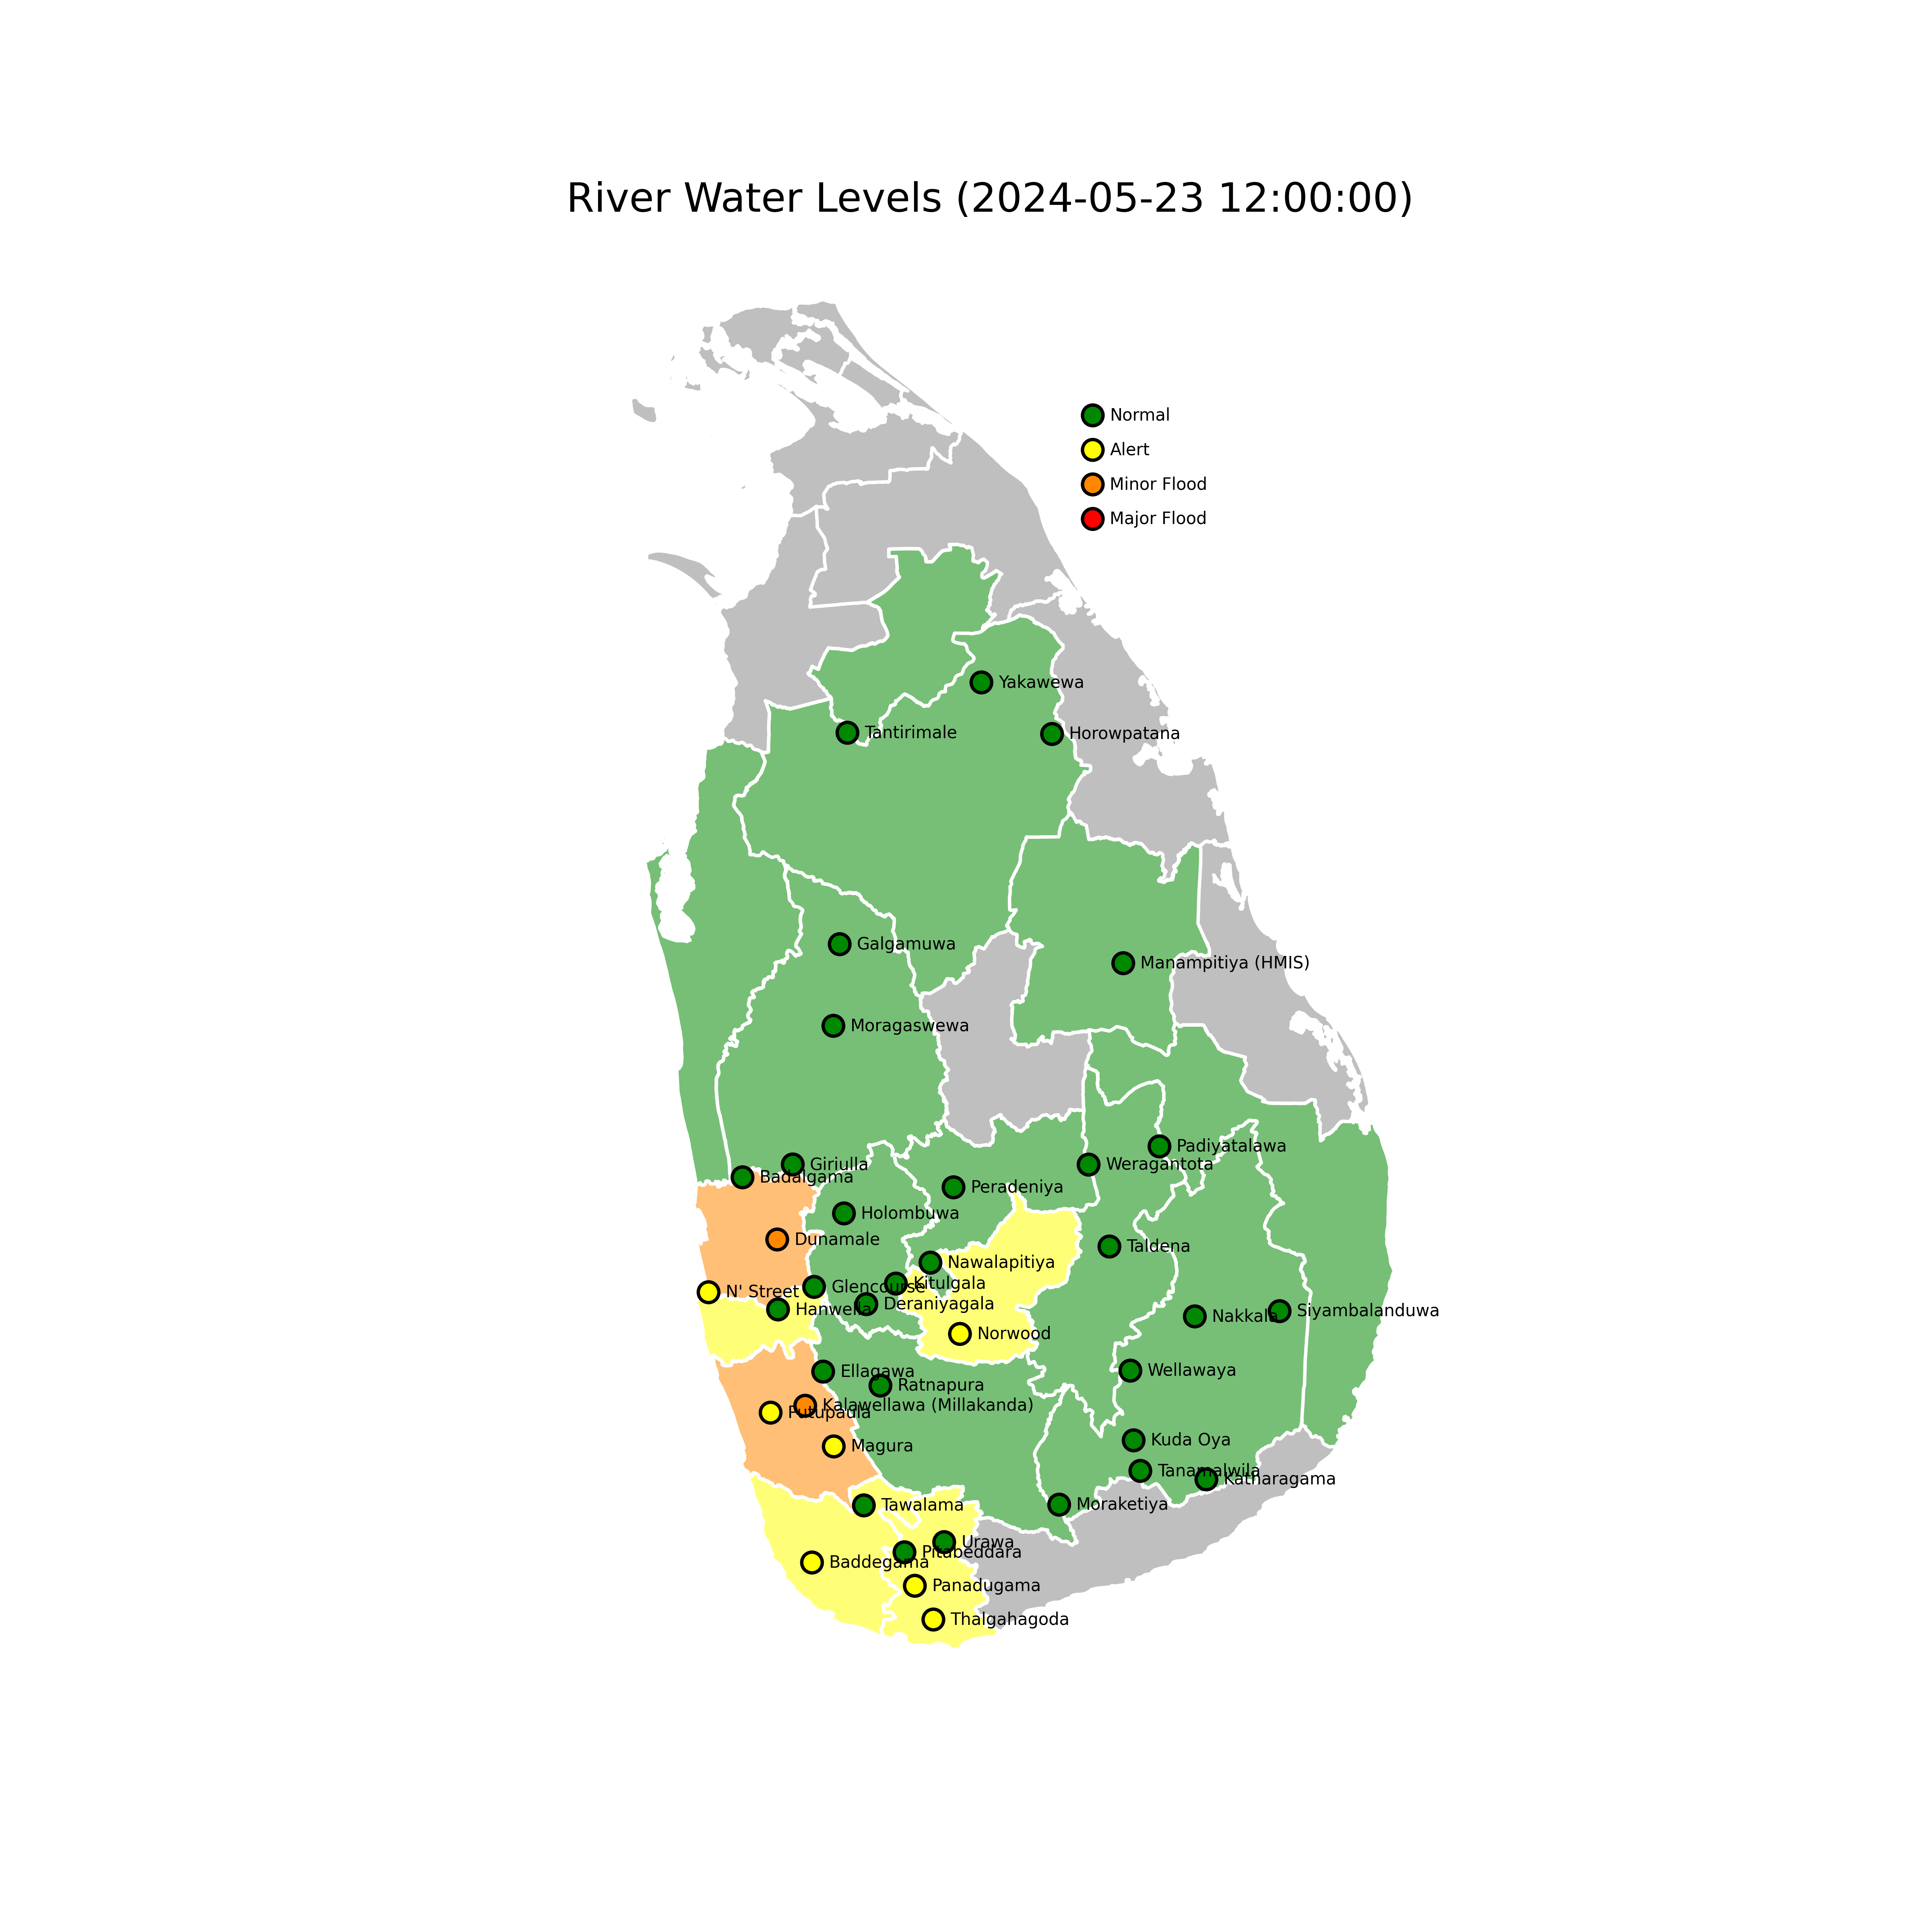 River Water Levels (2024-05-23 12:00:00)
Normal
Alert
Minor Flood
Major Flood
Yakawewa
Tantirimale
Horowpatana
Galgamuwa
Manampitiya (HMIS)
Moragaswewa
Padiyatalawa
Giriulla
Weragantota
Badalgama
Peradeniya
Holombuwa
Dunamale
Taldena
Nawalapitiya
Kitulgala
Glencourse
N' Street
Deraniyagala
Hanwella
Siyambalanduwa
Nakkala
Norwood
Wellawaya
Ellagawa
Ratnapura
Kalawellawa (Millakanda)
Putupaula
Kuda Oya
Magura
Tanamalwila
Katharagama
Moraketiya
Tawalama
Urawa
Pitabeddara
Baddegama
Panadugama
Thalgahagoda